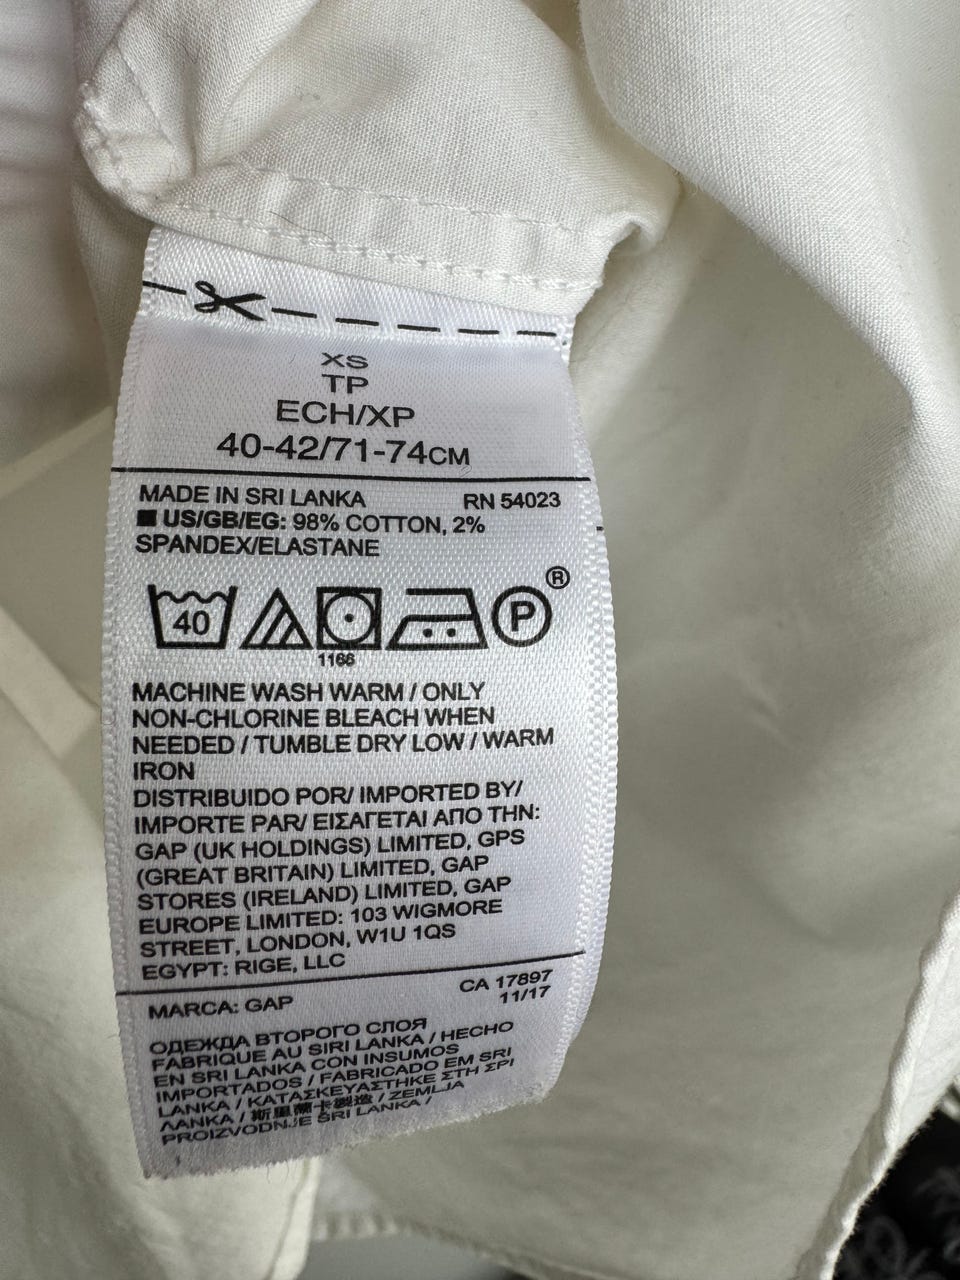 XS
TP
ECH/XP
40-42/71-74CM
MADE IN SRI LANKA RN 54023
US/GB/EG: 98% COTTON, 2%
SPANDEX/ELASTANE
40 P ®
1166
MACHINE WASH WARM / ONLY
NON-CHLORINE BLEACH WHEN
NEEDED / TUMBLE DRY LOW / WARM
IRON
DISTRIBUIDO POR/ IMPORTED BY/
IMPORTE PAR/ ΕΙΣΑΓΕΤΑΙ ΑΠΟ ΤΗΝ:
GAP (UK HOLDINGS) LIMITED, GPS
(GREAT BRITAIN) LIMITED, GAP
STORES (IRELAND) LIMITED, GAP
EUROPE LIMITED: 103 WIGMORE
STREET, LONDON, W1U 1QS
EGYPT: RIGE, LLC
MARCA: GAP CA 17897
11/17
ОДЕЖДА ВТОРОГО СЛОЯ
FABRIQUE AU SIRI LANKA / HECHO
EN SRI LANKA CON INSUMOS
IMPORTADOS / FABRICADO EM SRI
LANKA / ΚΑΤΑΣΚΕΥΑΣΤΗΚΕ ΣΤΗ ΣΡΙ
ΛΑΝΚΑ / 斯里蘭卡製造 / ZEMLJA
PROIZVODNJE SRI LANKA /